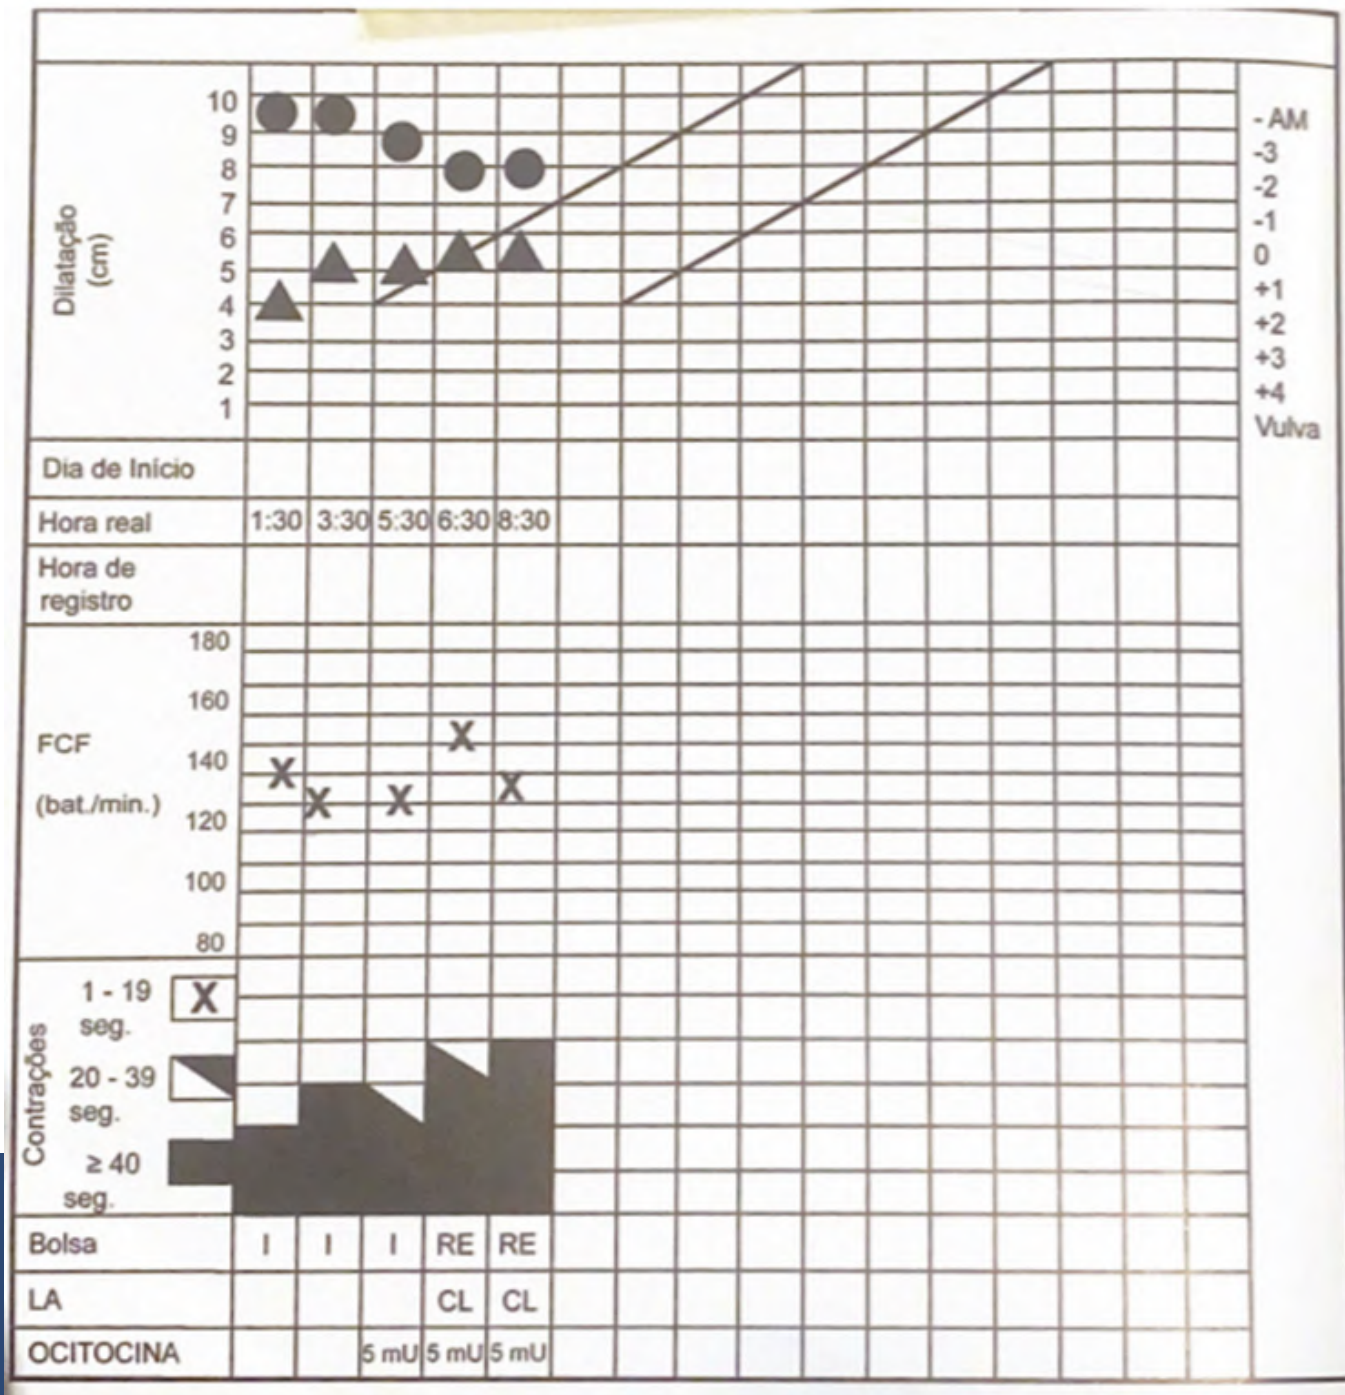 10
9
8
7
6
5
4
3
2
1
Dilatação
(cm)
- AM
-3
-2
-1
0
+1
+2
+3
+4
Vulva
Dia de Início
Hora real 1:30 3:30 5:30 6:30 8:30
Hora de
registro
FCF
(bat./min.)
180
160
140
120
100
80
X X X X X
Contrações
1 - 19 X
seg.
20 - 39
seg.
≥ 40
seg.
Bolsa I I I RE RE
LA CL CL
OCITOCINA 5 mU 5 mU 5 mU